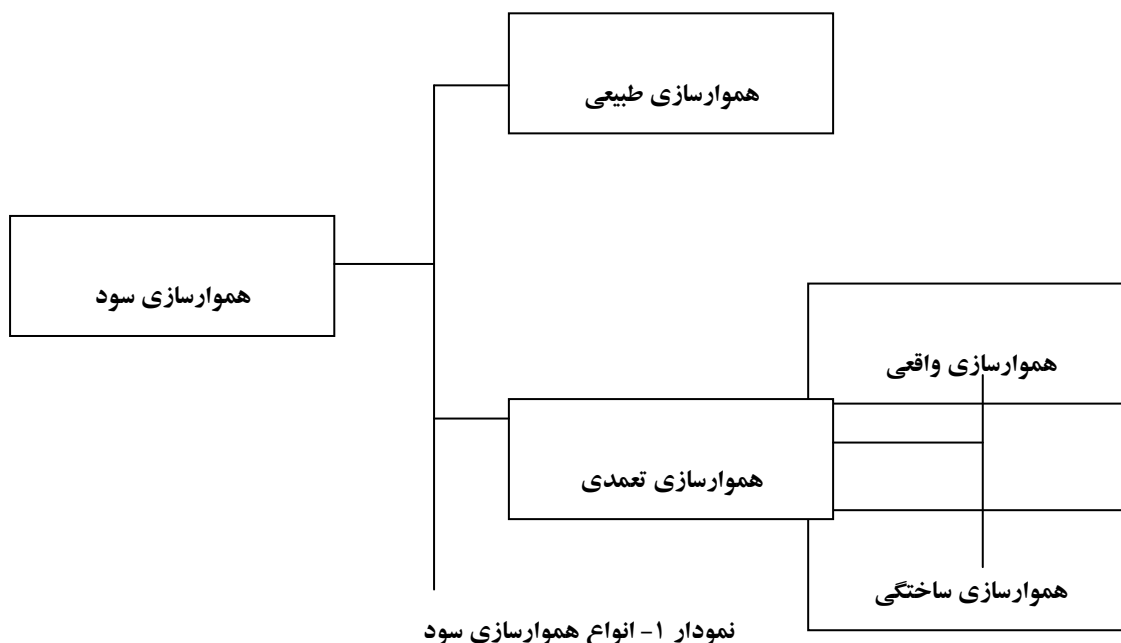 هموارسازی طبیعی
هموارسازی سود
هموارسازی واقعی
هموارسازی تعمدی
هموارسازی ساختگی
نمودار ۱- انواع هموارسازی سود